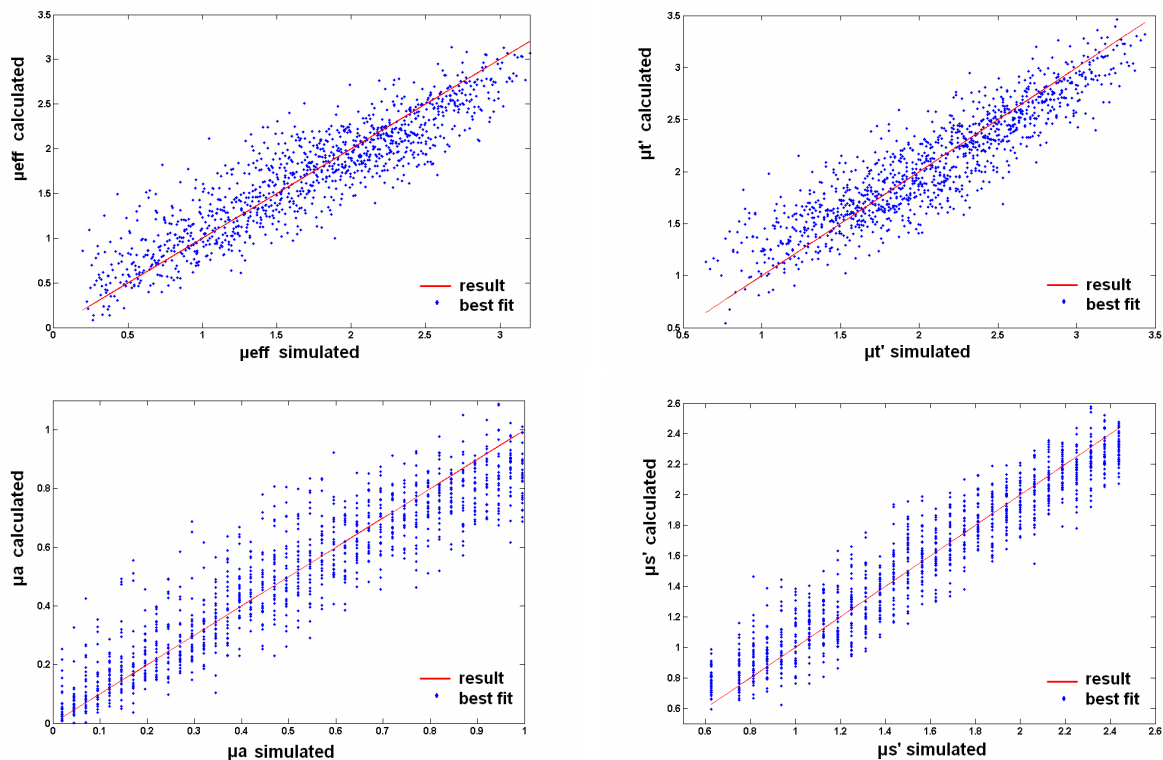 3.5
3
2.5
2
1.5
1
0.5
0
0 0.5 1 1.5 2 2.5 3
µeff calculated
µeff simulated
result
best fit
3.5
3
2.5
2
1.5
1
0.5
0.5 1 1.5 2 2.5 3 3.5
µt' calculated
µt' simulated
result
best fit
1
0.8
0.6
0.4
0.2
0
0 0.1 0.2 0.3 0.4 0.5 0.6 0.7 0.8 0.9 1
µa calculated
µa simulated
result
best fit
2.6
2.4
2.2
2
1.8
1.6
1.4
1.2
1
0.8
0.6
0.6 0.8 1 1.2 1.4 1.6 1.8 2 2.2 2.4 2.6
µs' calculated
µs' simulated
result
best fit